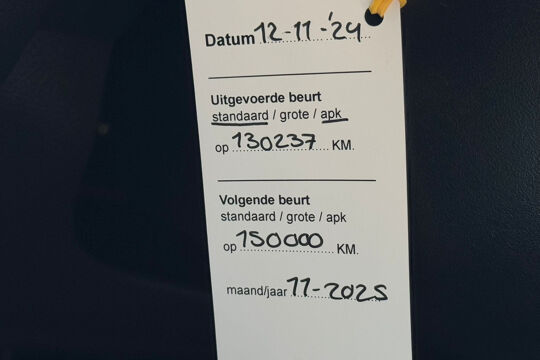 Datum 12-11-'24
Uitgevoerde beurt
standaard / grote / apk
op 130237 KM.
Volgende beurt
standaard / grote / apk
op 150000 KM.
maand/jaar 11-2025